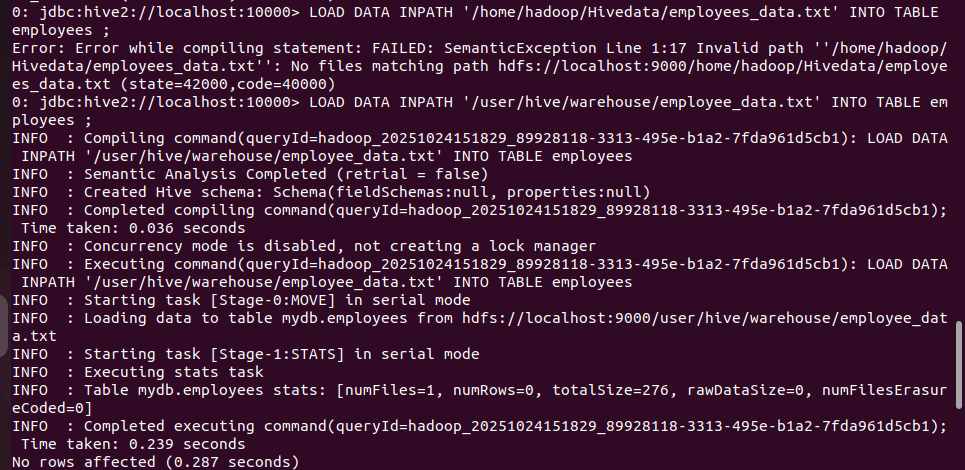 0: jdbc:hive2://localhost:10000> LOAD DATA INPATH '/home/hadoop/Hivedata/employees_data.txt' INTO TABLE
employees ;
Error: Error while compiling statement: FAILED: SemanticException Line 1:17 Invalid path ''/home/hadoop/
Hivedata/employees_data.txt'': No files matching path hdfs://localhost:9000/home/hadoop/Hivedata/employe
es_data.txt (state=42000,code=40000)
0: jdbc:hive2://localhost:10000> LOAD DATA INPATH '/user/hive/warehouse/employee_data.txt' INTO TABLE em
ployees ;
INFO  : Compiling command(queryId=hadoop_20251024151829_89928118-3313-495e-b1a2-7fda961d5cb1): LOAD DATA
 INPATH '/user/hive/warehouse/employee_data.txt' INTO TABLE employees
INFO  : Semantic Analysis Completed (retrial = false)
INFO  : Created Hive schema: Schema(fieldSchemas:null, properties:null)
INFO  : Completed compiling command(queryId=hadoop_20251024151829_89928118-3313-495e-b1a2-7fda961d5cb1);
 Time taken: 0.036 seconds
INFO  : Concurrency mode is disabled, not creating a lock manager
INFO  : Executing command(queryId=hadoop_20251024151829_89928118-3313-495e-b1a2-7fda961d5cb1): LOAD DATA
 INPATH '/user/hive/warehouse/employee_data.txt' INTO TABLE employees
INFO  : Starting task [Stage-0:MOVE] in serial mode
INFO  : Loading data to table mydb.employees from hdfs://localhost:9000/user/hive/warehouse/employee_dat
a.txt
INFO  : Starting task [Stage-1:STATS] in serial mode
INFO  : Executing stats task
INFO  : Table mydb.employees stats: [numFiles=1, numRows=0, totalSize=276, rawDataSize=0, numFilesErasur
eCoded=0]
INFO  : Completed executing command(queryId=hadoop_20251024151829_89928118-3313-495e-b1a2-7fda961d5cb1);
 Time taken: 0.239 seconds
No rows affected (0.287 seconds)